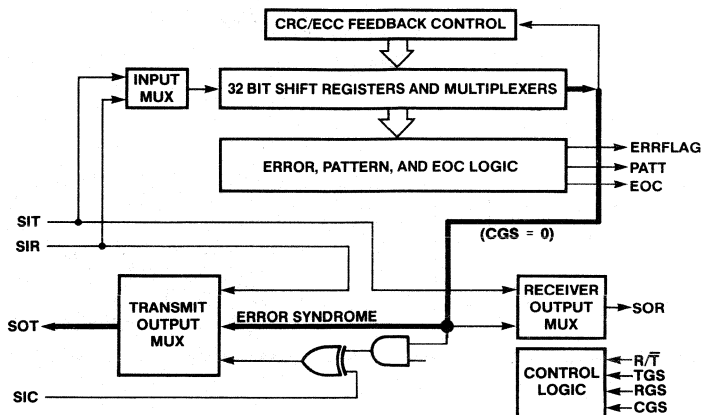 CRC/ECC FEEDBACK CONTROL
INPUT
MUX
32 BIT SHIFT REGISTERS AND MULTIPLEXERS
ERROR, PATTERN, AND EOC LOGIC
ERRFLAG
PATT
EOC
SIT
SIR
(CGS = 0)
TRANSMIT
OUTPUT
MUX
ERROR SYNDROME
RECEIVER
OUTPUT
MUX
SOR
SOT
SIC
CONTROL
LOGIC
R/T̅
TGS
RGS
CGS